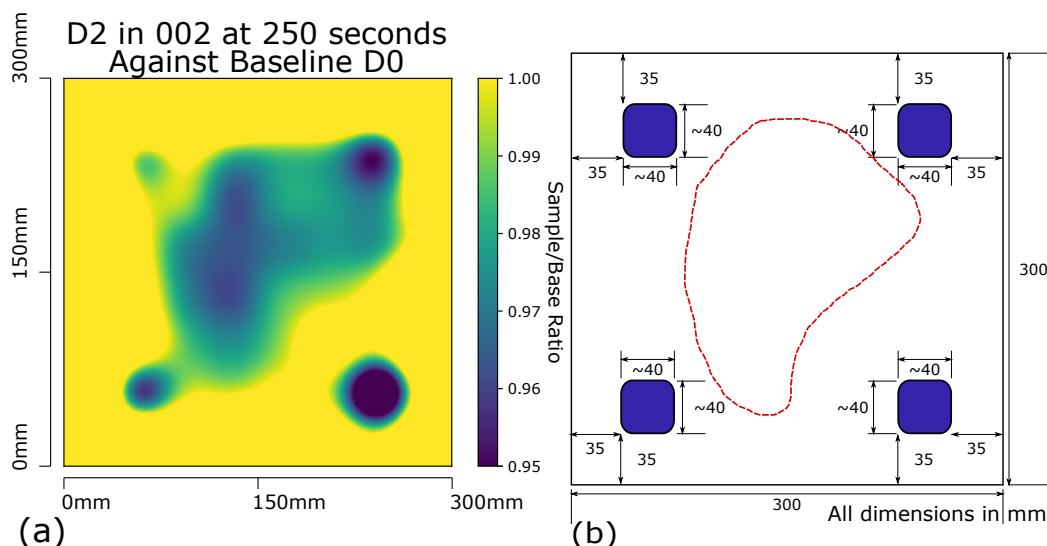 D2 in 002 at 250 seconds
Against Baseline D0
300mm
150mm
0mm
0mm
150mm
300mm
1.00
0.99
0.98
0.97
0.96
0.95
Sample/Base Ratio
(a)
35
35
~40
~40
35
~40
~40
35
300
~40
~40
~40
~40
35
35
35
35
300
All dimensions in mm
(b)